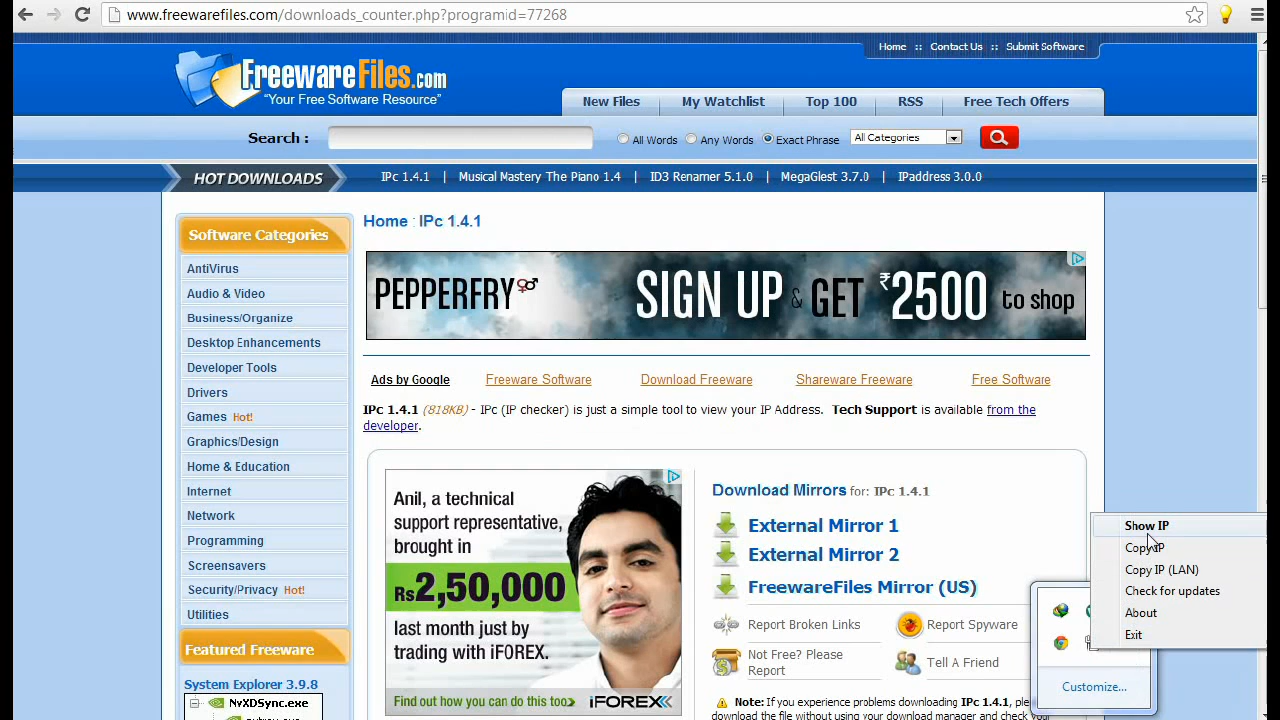 www.freewarefiles.com/downloads_counter.php?programid=77268
Home :: Contact Us :: Submit Software
FreewareFiles.com
"Your Free Software Resource"
New Files
My Watchlist
Top 100
RSS
Free Tech Offers
Search :
All Words
Any Words
Exact Phrase
All Categories
HOT DOWNLOADS
IPc 1.4.1 | Musical Mastery The Piano 1.4 | ID3 Renamer 5.1.0 | MegaGlest 3.7.0 | IPaddress 3.0.0
Software Categories
AntiVirus
Audio & Video
Business/Organize
Desktop Enhancements
Developer Tools
Drivers
Games Hot!
Graphics/Design
Home & Education
Internet
Network
Programming
Screensavers
Security/Privacy Hot!
Utilities
Featured Freeware
System Explorer 3.9.8
NvXDSync.exe
Home : IPc 1.4.1
PEPPERFRY SIGN UP & GET ₹2500 to shop
Ads by Google
Freeware Software
Download Freeware
Shareware Freeware
Free Software
IPc 1.4.1 (818KB) - IPc (IP checker) is just a simple tool to view your IP Address. Tech Support is available from the
developer.
Anil, a technical
support representative,
brought in
Rs2,50,000
last month just by
trading with iFOREX.
Find out how you can do this too> iFOREX
Download Mirrors for: IPc 1.4.1
External Mirror 1
External Mirror 2
FreewareFiles Mirror (US)
Report Broken Links
Report Spyware
Not Free? Please
Report
Tell A Friend
Note: If you experience problems downloading IPc 1.4.1,
download the file without using your download manager and check your
Show IP
Copy IP
Copy IP (LAN)
Check for updates
About
Exit
Customize...